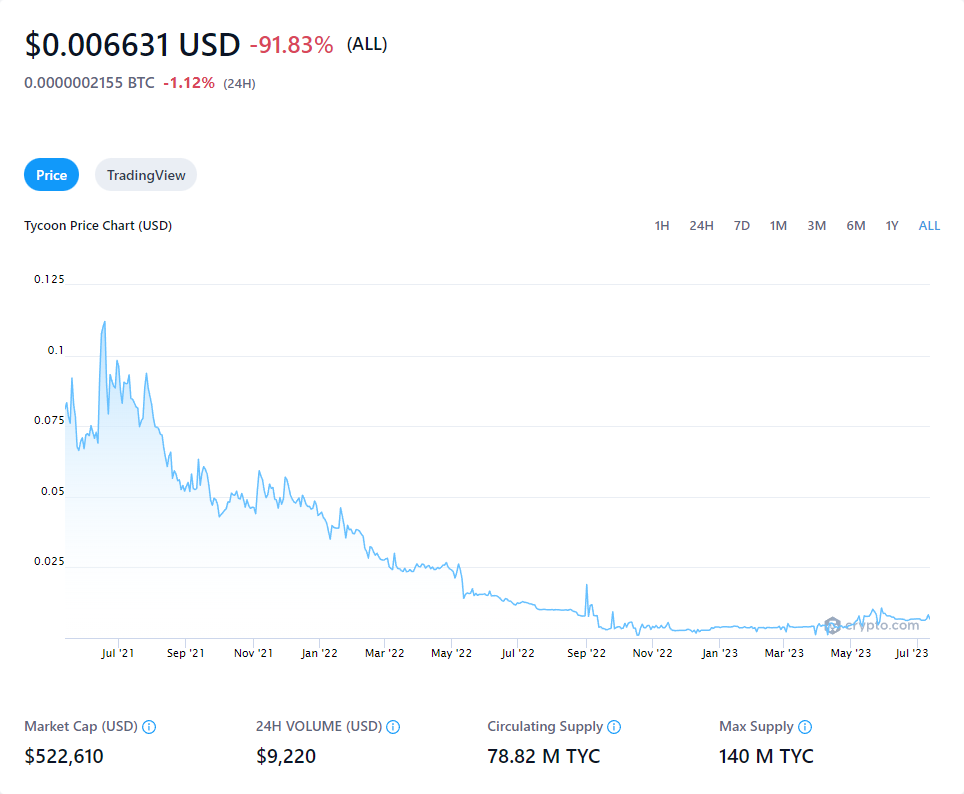 $0.006631 USD -91.83% (ALL)
0.0000002155 BTC -1.12% (24H)
Price TradingView
Tycoon Price Chart (USD) 1H 24H 7D 1M 3M 6M 1Y ALL
0.125
0.1
0.075
0.05
0.025
crypto.com
Jul '21 Sep '21 Nov '21 Jan '22 Mar '22 May '22 Jul '22 Sep '22 Nov '22 Jan '23 Mar '23 May '23 Jul '23
Market Cap (USD) 24H VOLUME (USD) Circulating Supply Max Supply
$522,610 $9,220 78.82 M TYC 140 M TYC